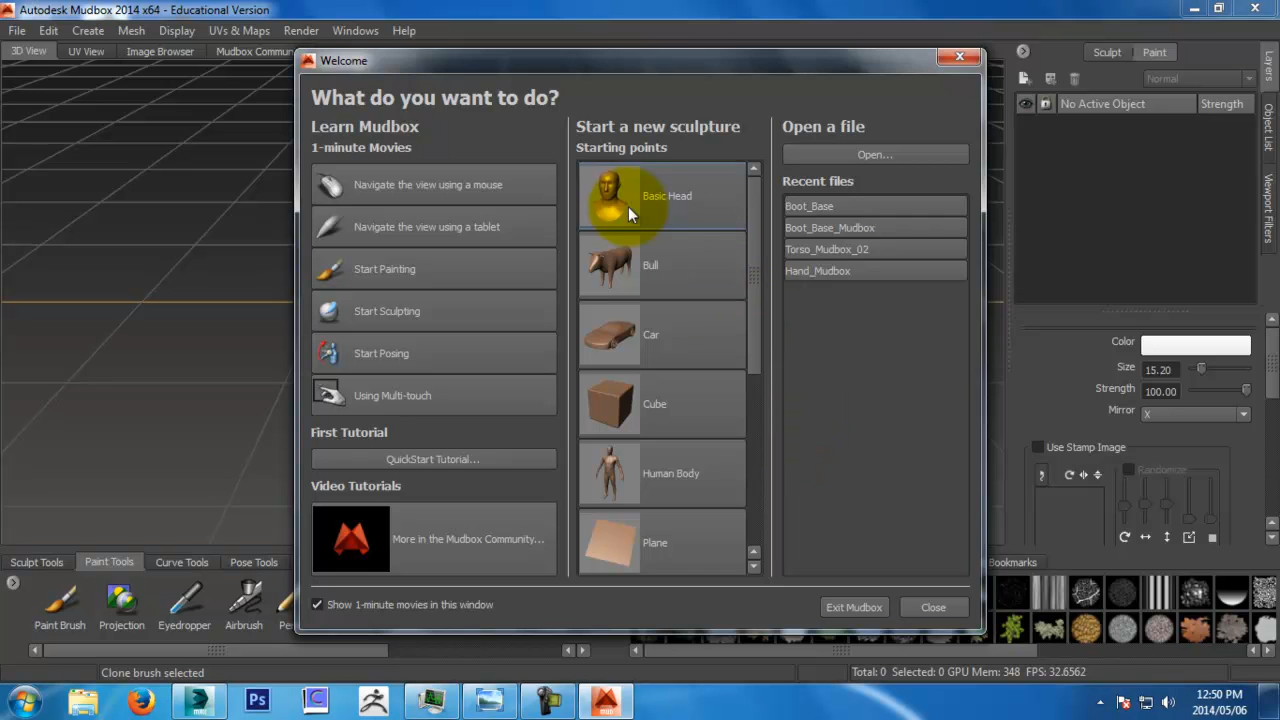 Autodesk Mudbox 2014 x64 - Educational Version
File Edit Create Mesh Display UVs & Maps Render Windows Help
3D View UV View Image Browser Mudbox Commun
Sculpt Paint
Welcome
What do you want to do?
Learn Mudbox
1-minute Movies
Navigate the view using a mouse
Navigate the view using a tablet
Start Painting
Start Sculpting
Start Posing
Using Multi-touch
First Tutorial
QuickStart Tutorial...
Video Tutorials
More in the Mudbox Community...
Show 1-minute movies in this window
Start a new sculpture
Starting points
Basic Head
Bull
Car
Cube
Human Body
Plane
Open a file
Open...
Recent files
Boot_Base
Boot_Base_Mudbox
Torso_Mudbox_02
Hand_Mudbox
Exit Mudbox Close
Normal
No Active Object Strength
Layers
Object List
Viewport Filters
Color
Size 15.20
Strength 100.00
Mirror X
Use Stamp Image
Randomize
Sculpt Tools Paint Tools Curve Tools Pose Tools
Bookmarks
Paint Brush Projection Eyedropper Airbrush
Clone brush selected
Total: 0 Selected: 0 GPU Mem: 348 FPS: 32.6562
Ps
12:50 PM
2014/05/06